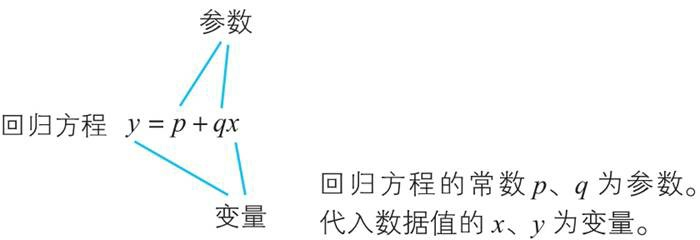 参数
回归方程 y = p + qx
变量
回归方程的常数 p、q 为参数。
代入数据值的 x、y 为变量。